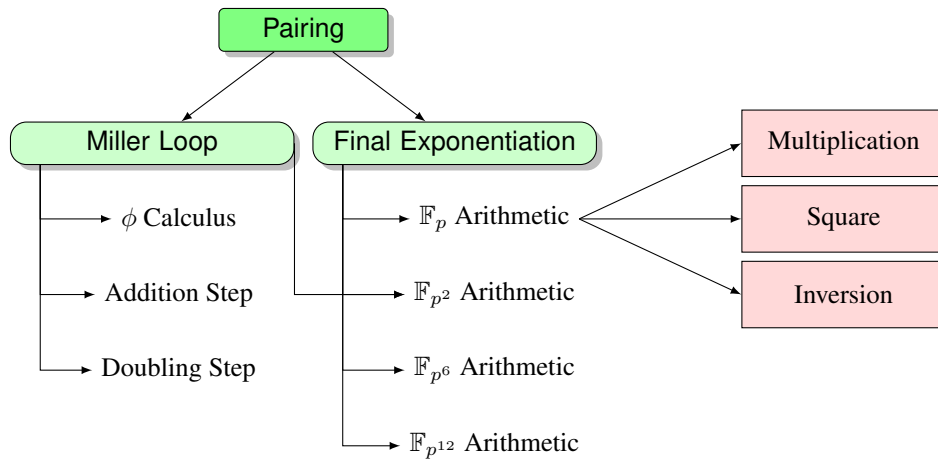 Pairing
Miller Loop
Final Exponentiation
ϕ Calculus
Addition Step
Doubling Step
𝔽ₚ Arithmetic
𝔽ₚ² Arithmetic
𝔽ₚ⁶ Arithmetic
𝔽ₚ¹² Arithmetic
Multiplication
Square
Inversion